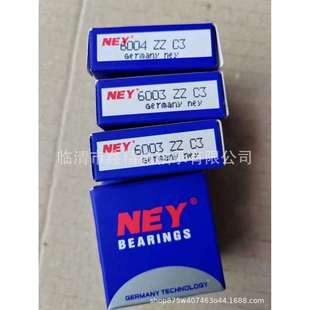 NEY 6004 ZZ C3
Germany ney
NEY 6003 ZZ C3
Germany ney
NEY 6003 ZZ C3
Germany ney
临清市
有限公司
NEY
BEARINGS
GERMANY TECHNOLOGY
shop875w407463o44.1688.com